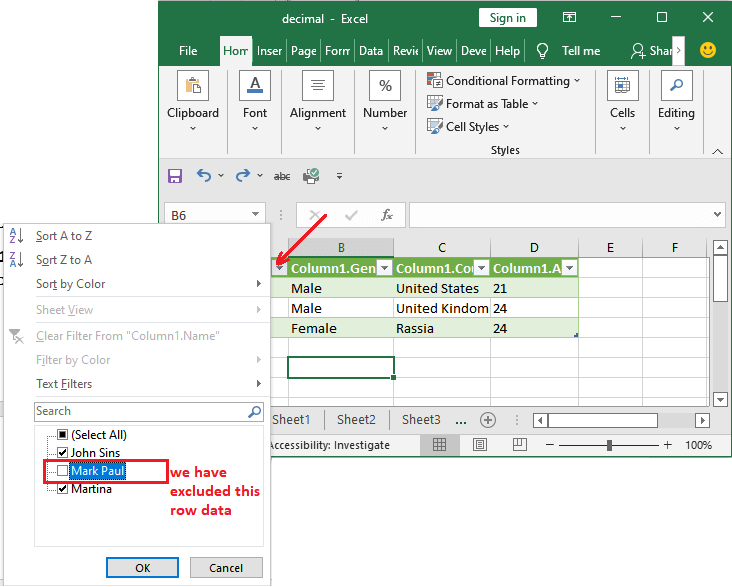 decimal - Excel
Sign in
File Hom Inser Page Form Data Revie View Deve Help Tell me Shar
Clipboard
Font
Alignment
Number
Conditional Formatting
Format as Table
Cell Styles
Styles
Cells
Editing
abc
B6
fx
B C D E F
Column1.Gen Column1.Cou Column1.A
Male United States 21
Male United Kindom 24
Female Rassia 24
Sheet1 Sheet2 Sheet3 ...
Accessibility: Investigate
100%
Sort A to Z
Sort Z to A
Sort by Color
Sheet View
Clear Filter From "Column1.Name"
Filter by Color
Text Filters
Search
(Select All)
John Sins
Mark Paul
Martina
we have
excluded this
row data
OK Cancel